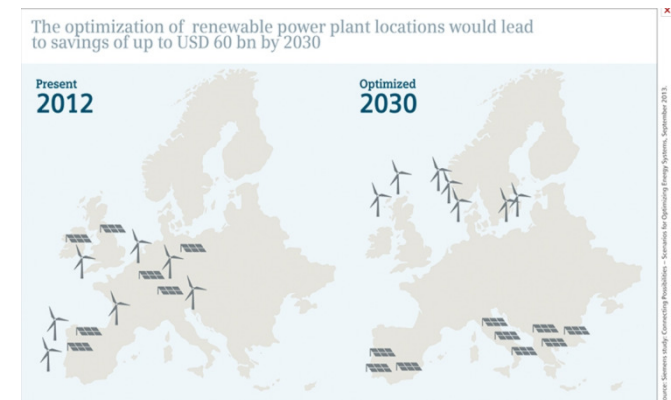 The optimization of renewable power plant locations would lead
to savings of up to USD 60 bn by 2030
Present
2012
Optimized
2030
Source: Siemens study: Connecting Possibilities – Scenarios for Optimizing Energy Systems, September 2013.
x